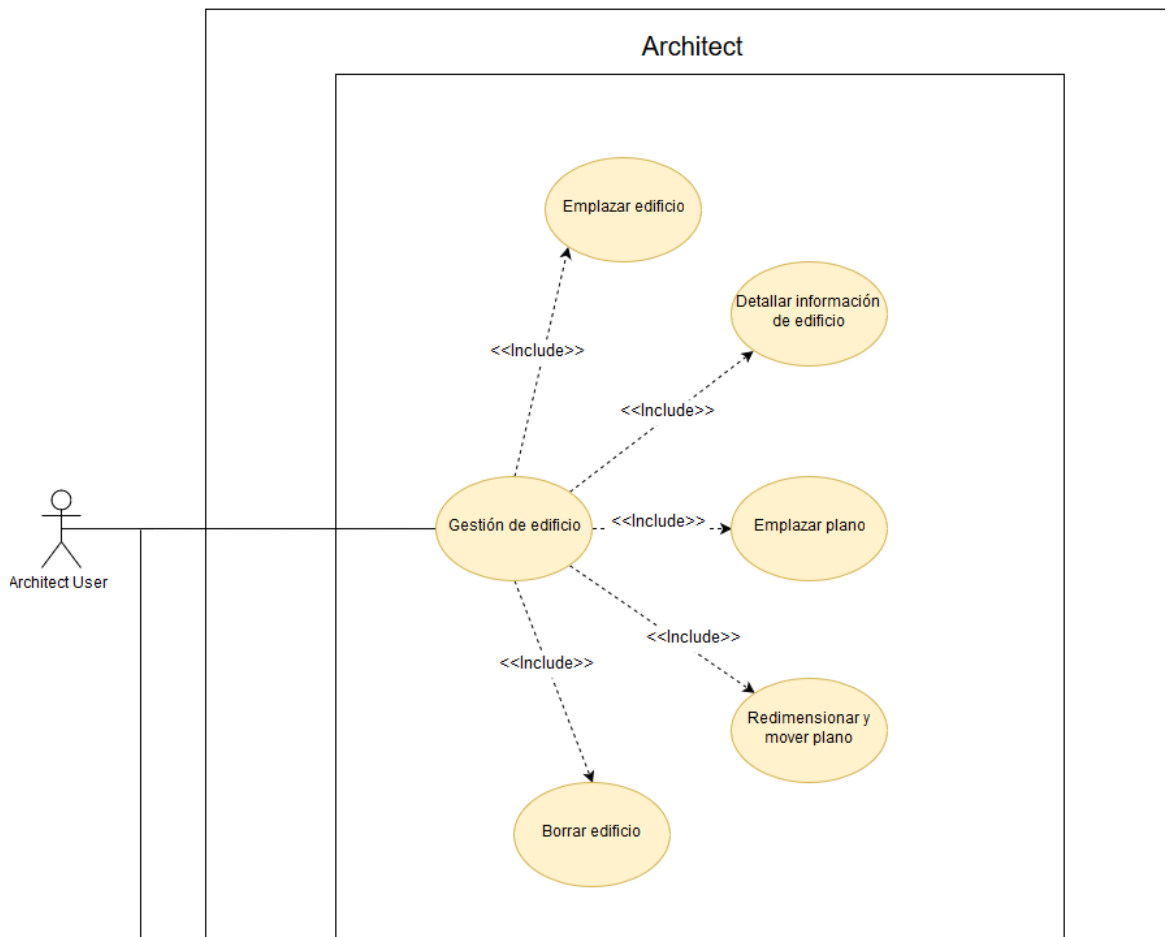 Architect
Emplazar edificio
Detallar información
de edificio
<<Include>>
<<Include>>
Gestión de edificio
<<Include>>
Emplazar plano
Architect User
<<Include>>
<<Include>>
Redimensionar y
mover plano
Borrar edificio